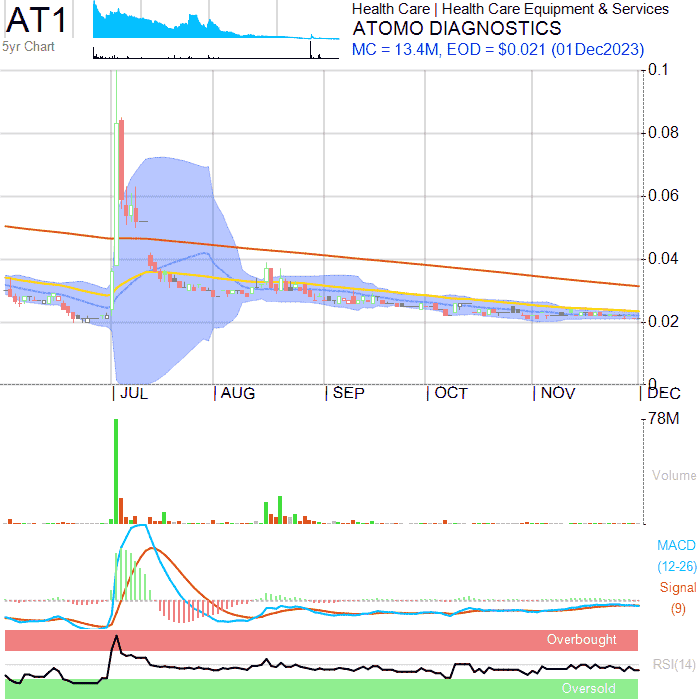 AT1
5yr Chart
Health Care | Health Care Equipment & Services
ATOMO DIAGNOSTICS
MC = 13.4M, EOD = $0.021 (01Dec2023)
0.1
0.08
0.06
0.04
0.02
0
JUL AUG SEP OCT NOV DEC
78M
Volume
MACD
(12-26)
Signal
(9)
Overbought
RSI(14)
Oversold